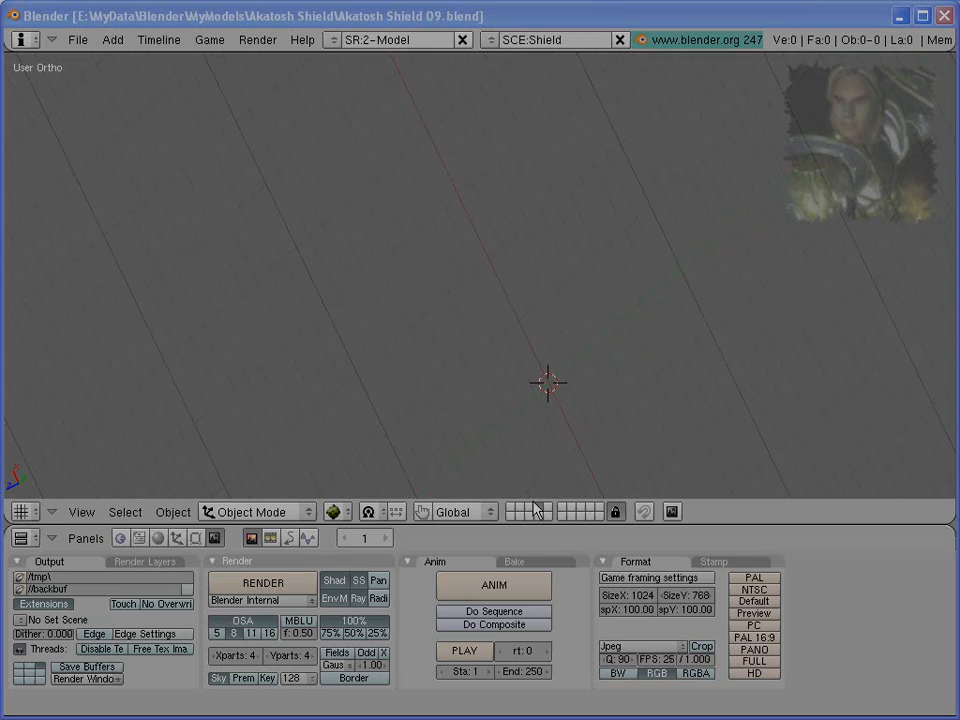 Blender [E:\MyData\Blender\MyModels\Akatosh Shield\Akatosh Shield 09.blend]
File Add Timeline Game Render Help SR:2-Model SCE:Shield www.blender.org 247 Ve:0 | Fa:0 | Ob:0-0 | La:0 | Mem
User Ortho
View Select Object Object Mode Global
Panels 1
Output Render Layers Render Anim Bake Format Stamp
/tmp\
//backbuf
Extensions Touch No Overwri
No Set Scene
Dither: 0.000 Edge Edge Settings
Threads: Disable Te Free Tex Ima
Save Buffers
Render Windo
RENDER
Blender Internal
Shad SS Pan
EnvM Ray Radi
OSA MBLU 100%
5 8 11 16 Bf: 0.50 75% 50% 25%
Xparts: 4 Yparts: 4 Fields Odd X
Gaus 1.00
Sky Prem Key 128 Border
ANIM
Do Sequence
Do Composite
PLAY rt: 0
Sta: 1 End: 250
Game framing settings
SizeX: 1024 SizeY: 768
spX: 100.00 spY: 100.00
Jpeg Crop
Q: 90 FPS: 25 / 1.000
BW RGB RGBA
PAL
NTSC
Default
Preview
PC
PAL 16:9
PANO
FULL
HD